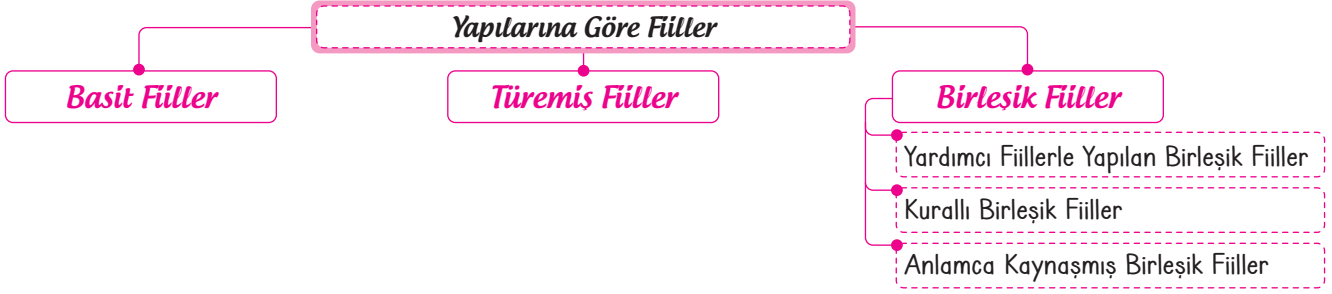 Yapılarına Göre Fiiller
Basit Fiiller
Türemiş Fiiller
Birleşik Fiiller
Yardımcı Fiillerle Yapılan Birleşik Fiiller
Kurallı Birleşik Fiiller
Anlamca Kaynaşmış Birleşik Fiiller